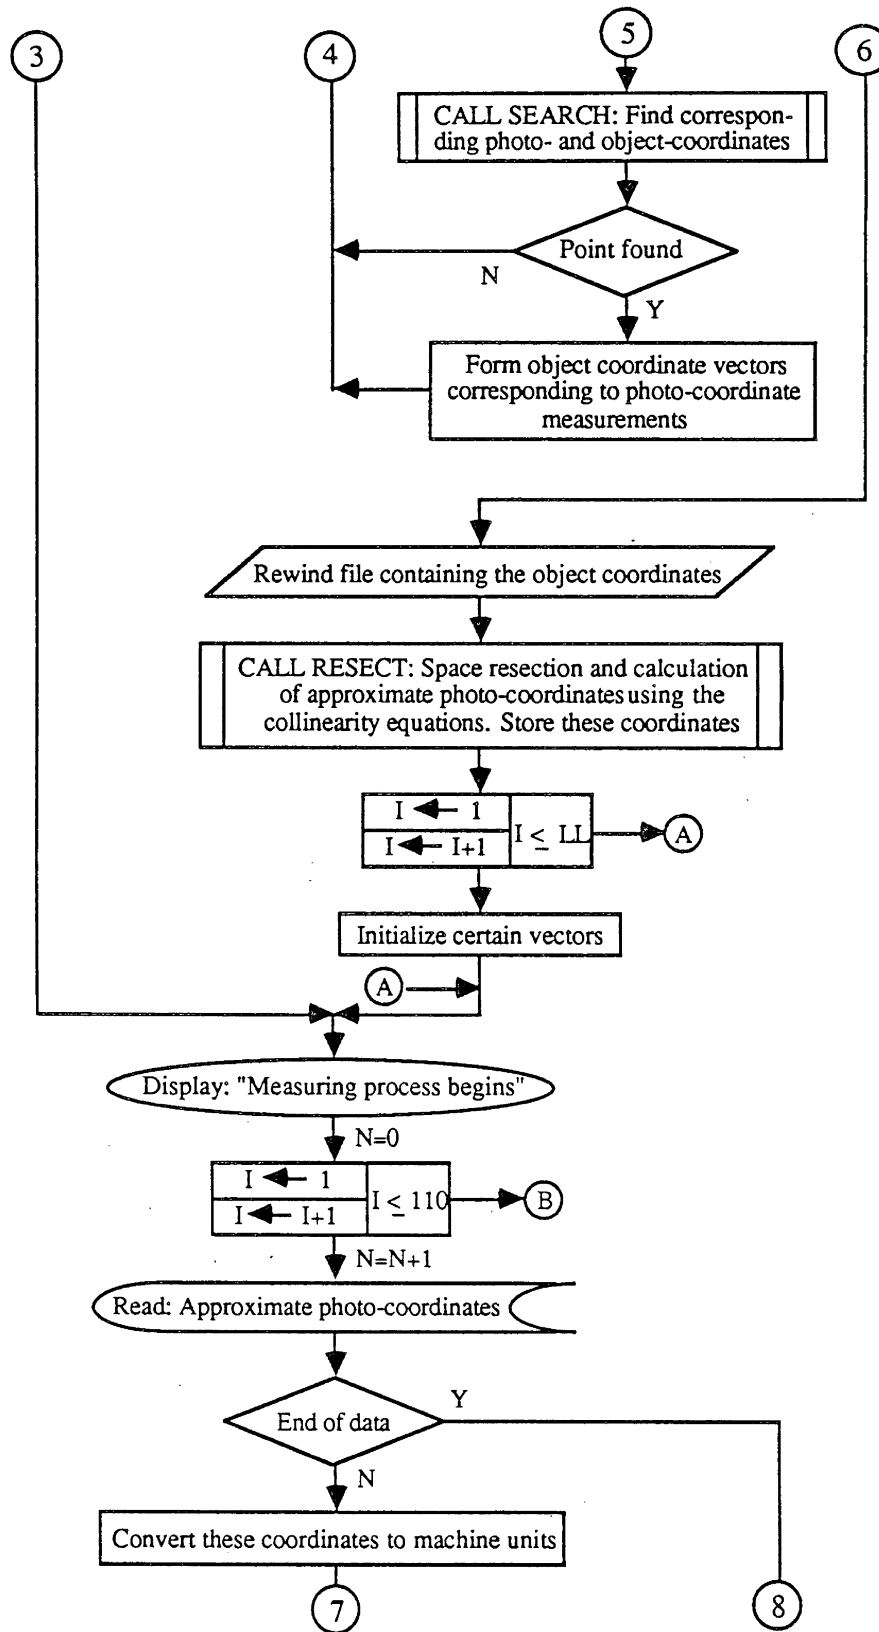 3
4
5
6
CALL SEARCH: Find correspon-
ding photo- and object-coordinates
Point found
N
Y
Form object coordinate vectors
corresponding to photo-coordinate
measurements
Rewind file containing the object coordinates
CALL RESECT: Space resection and calculation
of approximate photo-coordinates using the
collinearity equations. Store these coordinates
I ← 1
I ← I+1
I ≤ LL
A
Initialize certain vectors
A
Display: "Measuring process begins"
N=0
I ← 1
I ← I+1
I ≤ 110
B
N=N+1
Read: Approximate photo-coordinates
End of data
Y
N
Convert these coordinates to machine units
7
8